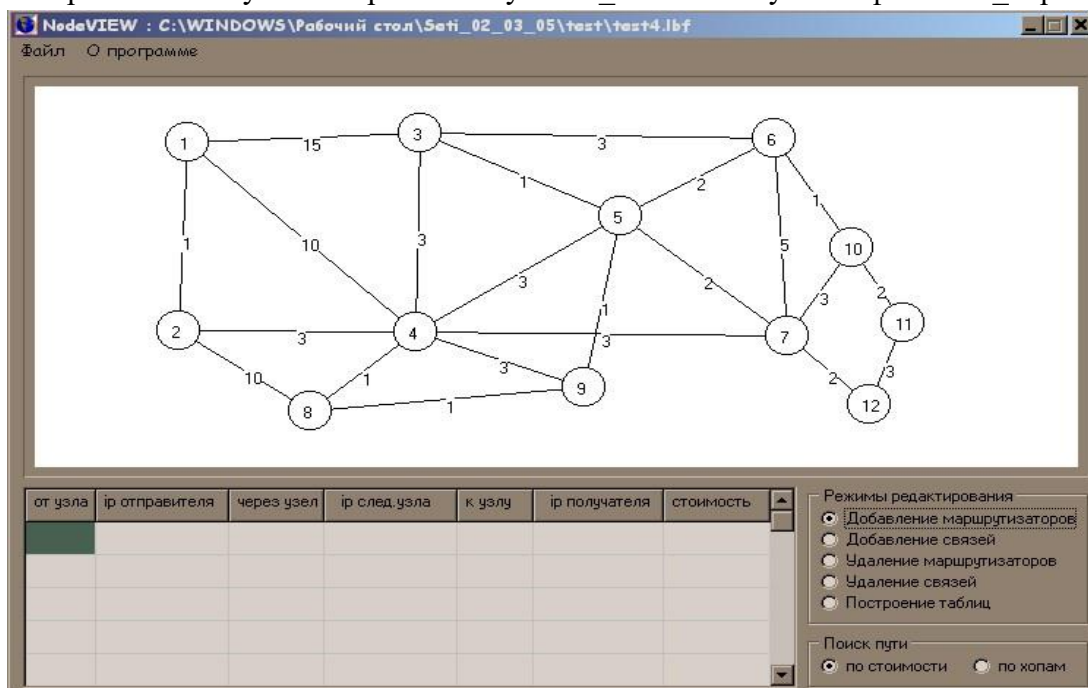 NodeVIEW : C:\WINDOWS\Рабочий стол\Seti_02_03_05\test\test4.lbf
Файл О программе
1 15 3 3 6
1 2 1
5
1 10 3 5 10
3 2 2
3 1 3 11
2 3 4 3 7
3 2 3
10 1 9
8 1 12
от узла ip отправителя через узел ip след.узла к узлу ip получателя стоимость
Режимы редактирования
Добавление маршрутизаторов
Добавление связей
Удаление маршрутизаторов
Удаление связей
Построение таблиц
Поиск пути
по стоимости по хопам